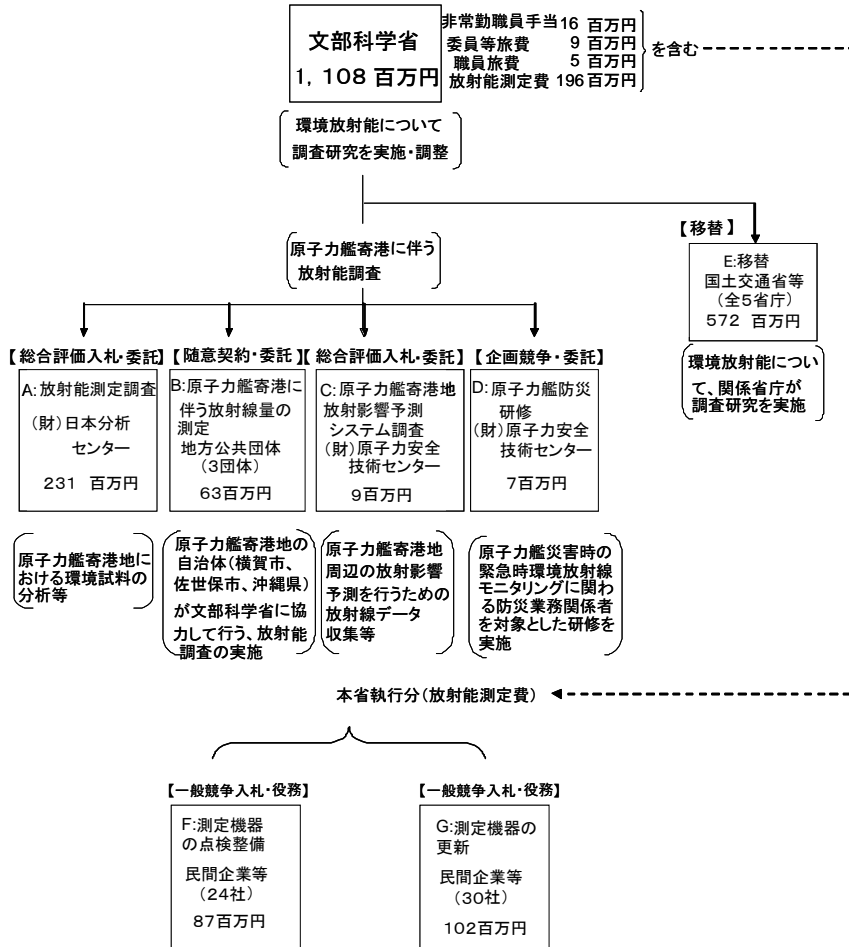 文部科学省
1，108 百万円
非常勤職員手当 16 百万円
委員等旅費 9 百万円
職員旅費 5 百万円
放射能測定費 196 百万円
を含む
環境放射能について
調査研究を実施・調整
原子力艦寄港に伴う
放射能調査
【移替】
E:移替
国土交通省等
（全5省庁）
572 百万円
環境放射能につい
て、関係省庁が
調査研究を実施
【総合評価入札・委託】
A:放射能測定調査
（財）日本分析
センター
231 百万円
原子力艦寄港地に
おける環境試料の
分析等
【随意契約・委託】
B:原子力艦寄港に
伴う放射線量の
測定
地方公共団体
（3団体）
63百万円
原子力艦寄港地の
自治体（横賀市、
佐世保市、沖縄県）
が文部科学省に協
力して行う、放射能
調査の実施
【総合評価入札・委託】
C:原子力艦寄港地
放射影響予測
システム調査
（財）原子力安全
技術センター
9百万円
原子力艦寄港地
周辺の放射影響
予測を行うための
放射線データ
収集等
【企画競争・委託】
D:原子力艦防災
研修
（財）原子力安全
技術センター
7百万円
原子力艦災害時の
緊急時環境放射線
モニタリングに関わ
る防災業務関係者
を対象とした研修を
実施
本省執行分（放射能測定費）
【一般競争入札・役務】
F:測定機器
の点検整備
民間企業等
（24社）
87百万円
【一般競争入札・役務】
G:測定機器の
更新
民間企業等
（30社）
102百万円